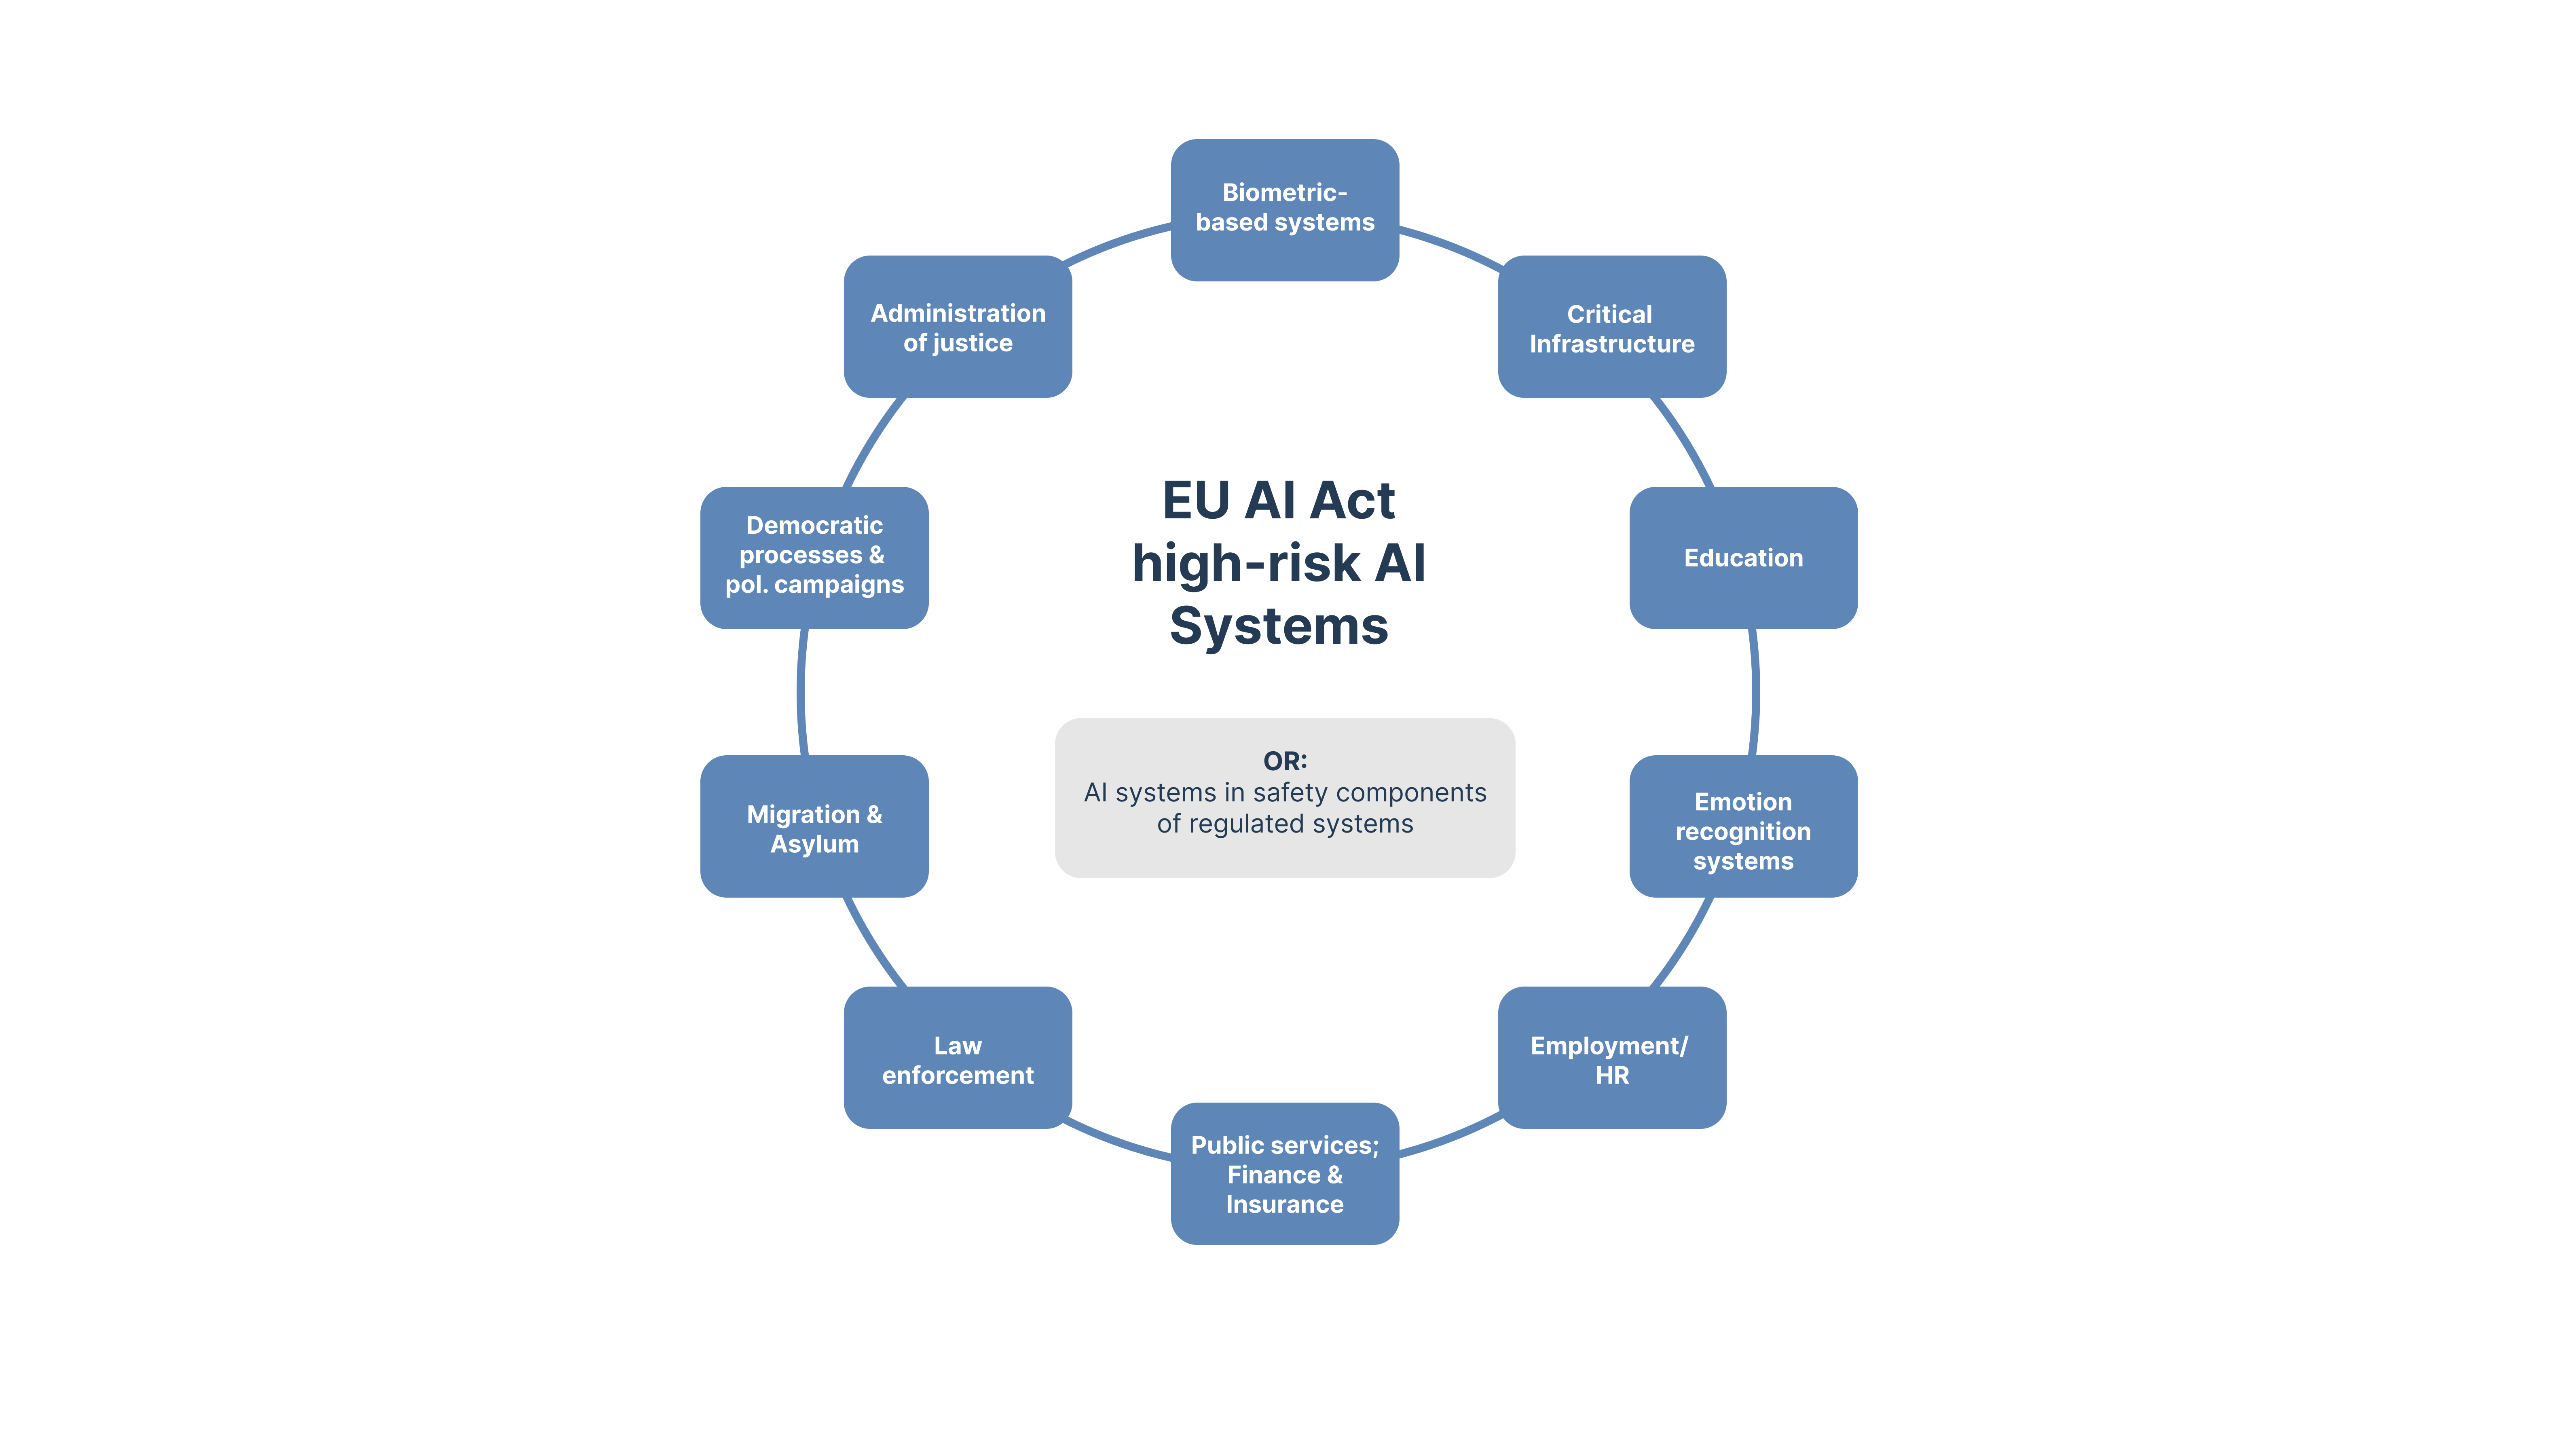 EU AI Act
high-risk AI
Systems
OR:
AI systems in safety components
of regulated systems
Biometric-
based systems
Critical
Infrastructure
Education
Emotion
recognition
systems
Employment/
HR
Public services;
Finance &
Insurance
Law
enforcement
Migration &
Asylum
Democratic
processes &
pol. campaigns
Administration
of justice